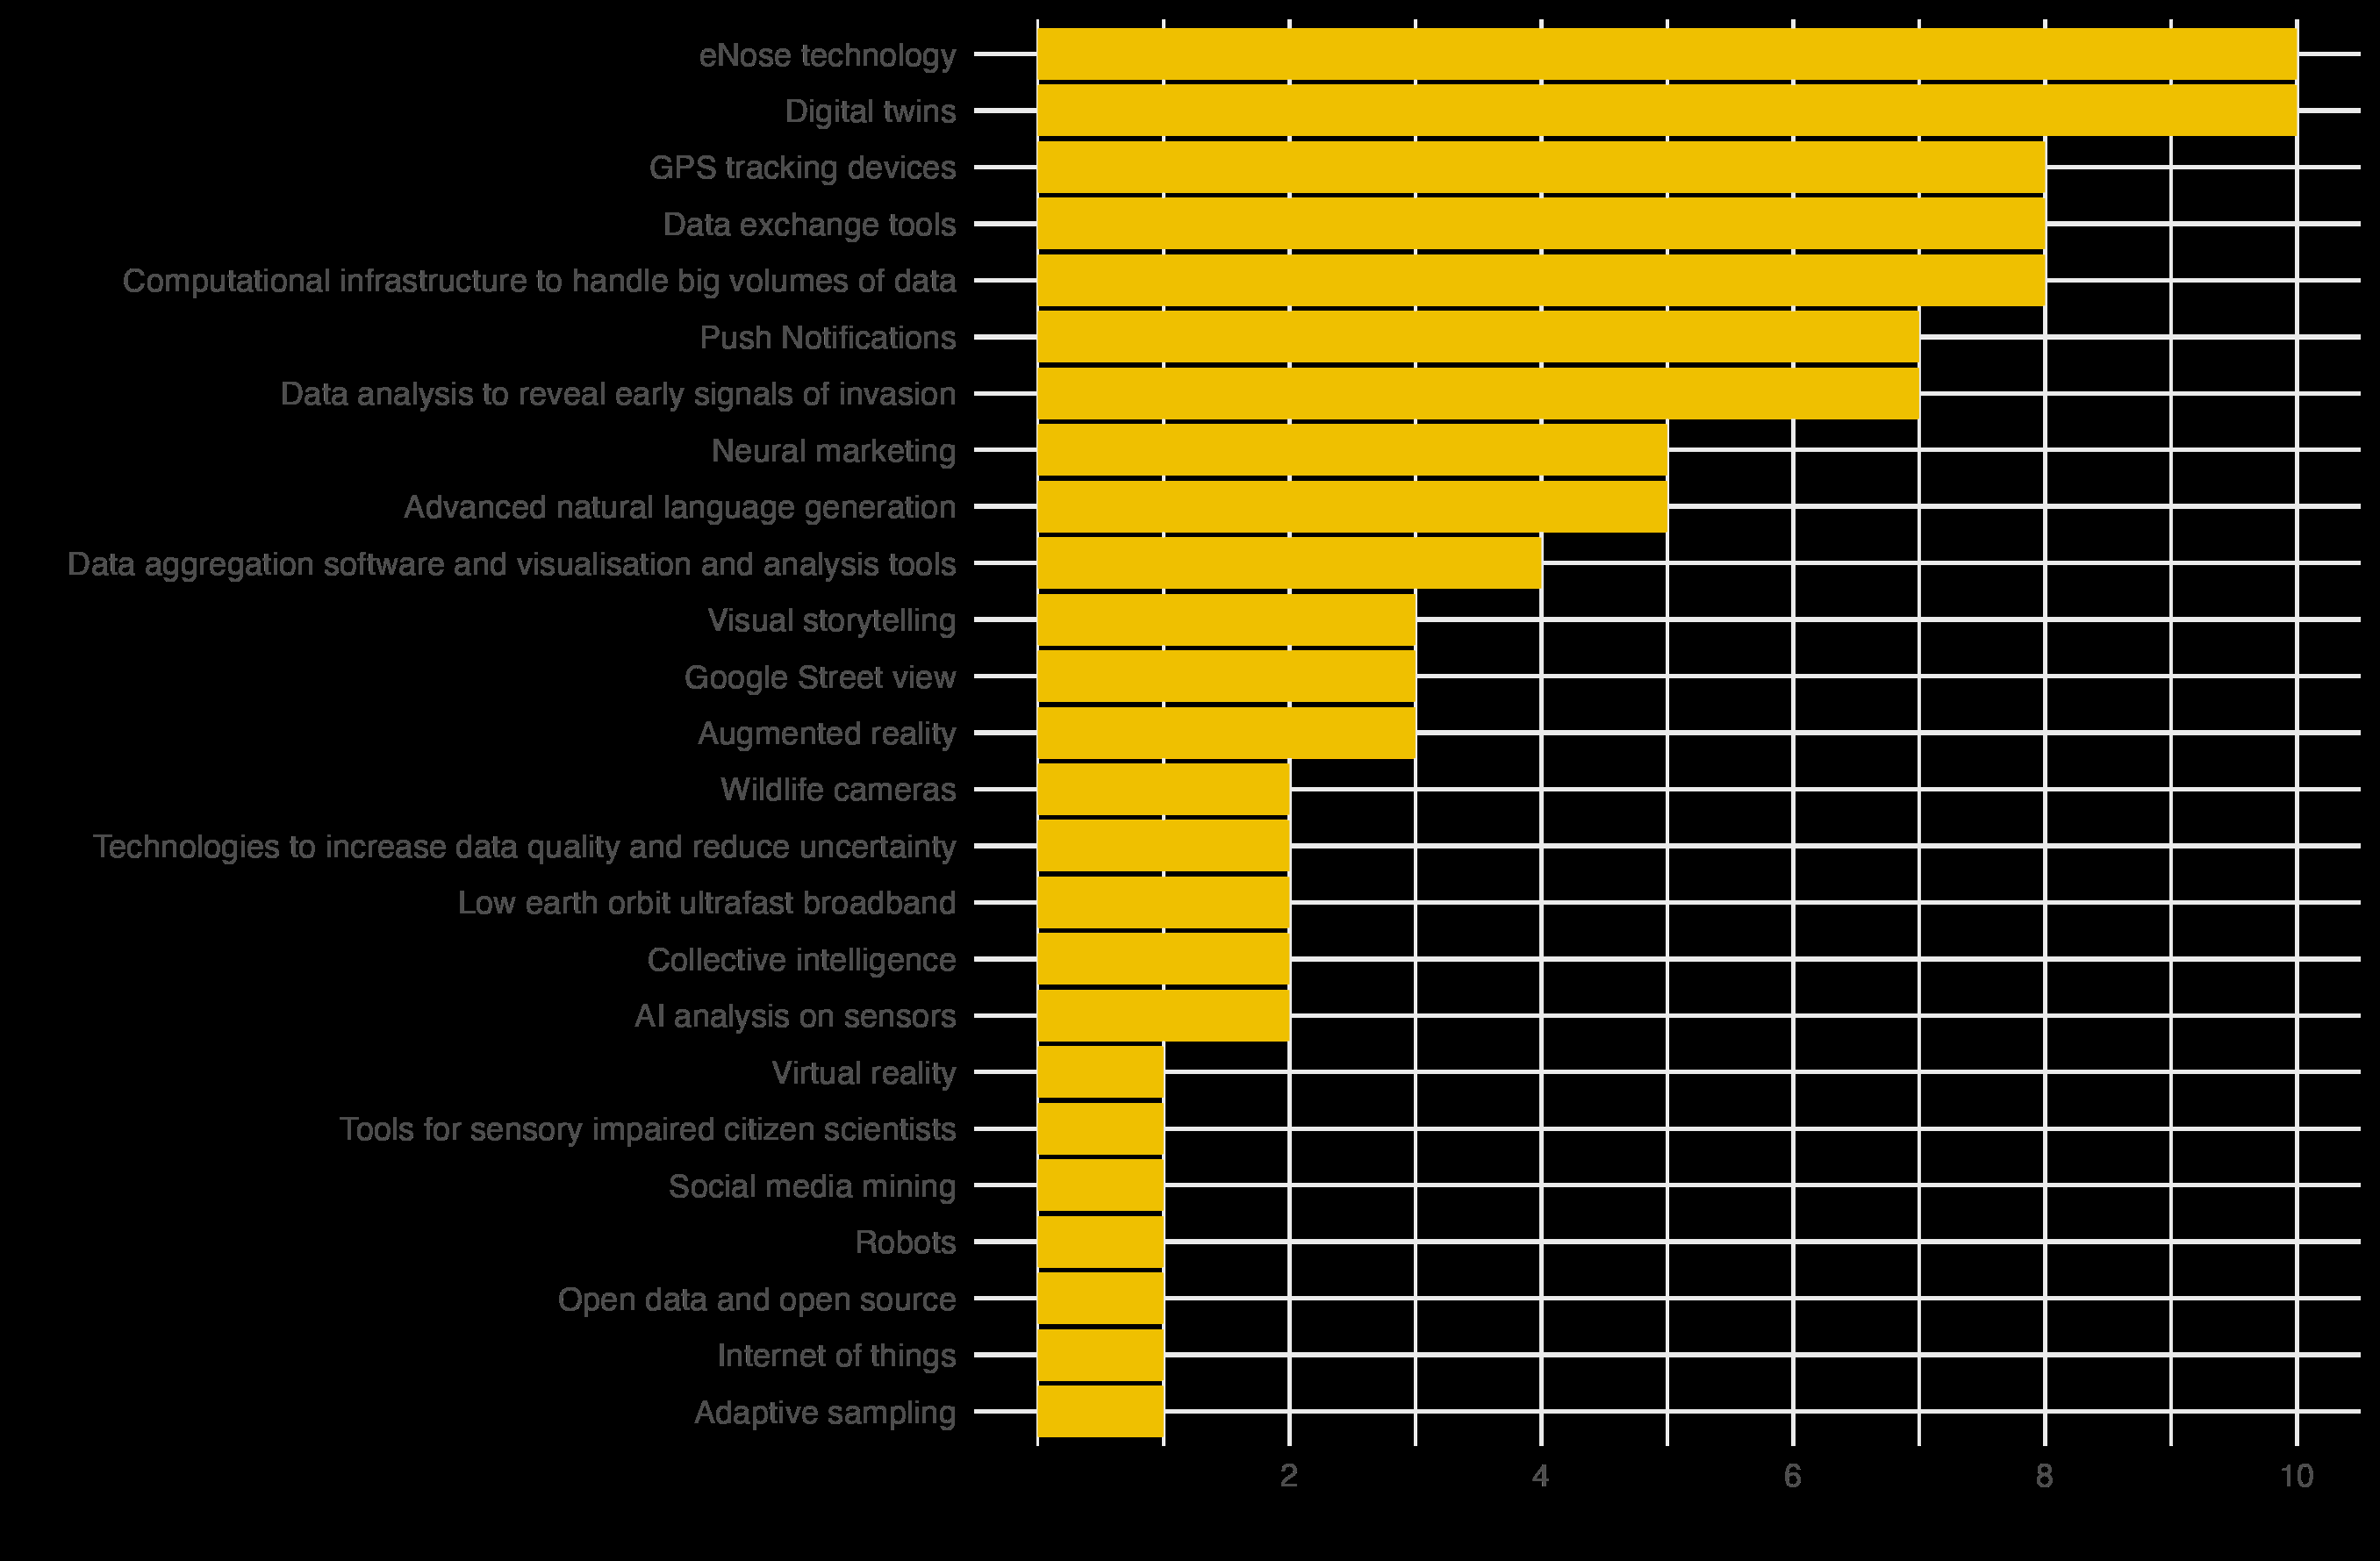 eNose technology
Digital twins
GPS tracking devices
Data exchange tools
Computational infrastructure to handle big volumes of data
Push Notifications
Data analysis to reveal early signals of invasion
Neural marketing
Advanced natural language generation
Data aggregation software and visualisation and analysis tools
Visual storytelling
Google Street view
Augmented reality
Wildlife cameras
Technologies to increase data quality and reduce uncertainty
Low earth orbit ultrafast broadband
Collective intelligence
AI analysis on sensors
Virtual reality
Tools for sensory impaired citizen scientists
Social media mining
Robots
Open data and open source
Internet of things
Adaptive sampling
2 4 6 8 10